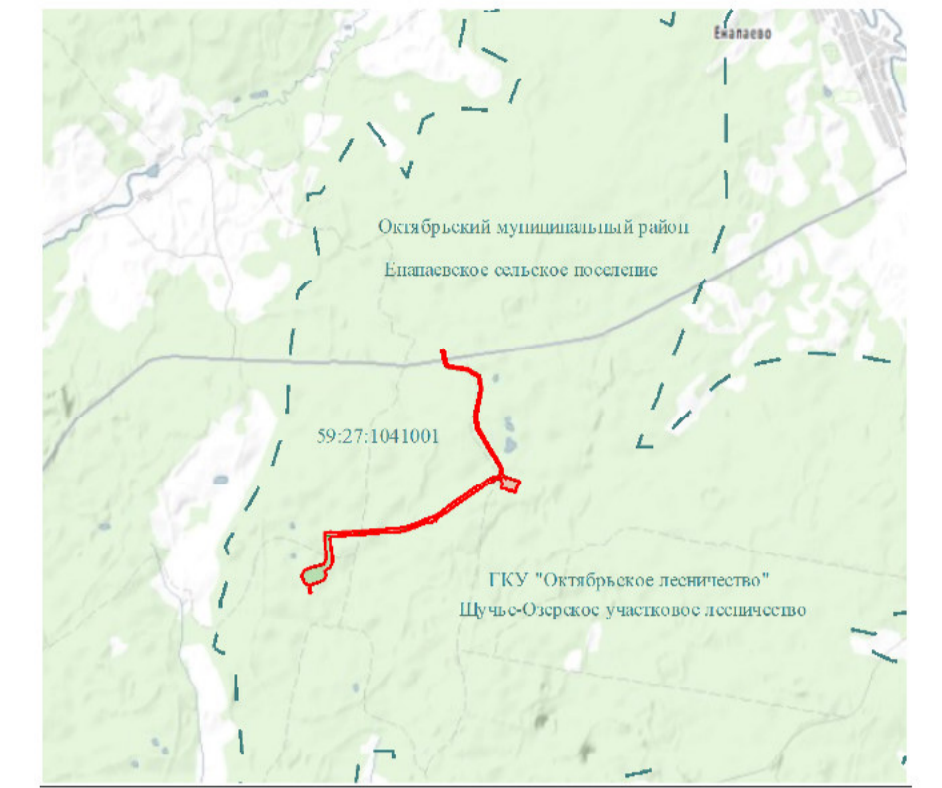 Енапаево
Октябрьский муниципальный район
Енапаевское сельское поселение
59:27:1041001
ГКУ "Октябрьское лесничество"
Щучье-Озерское участковое лесничество